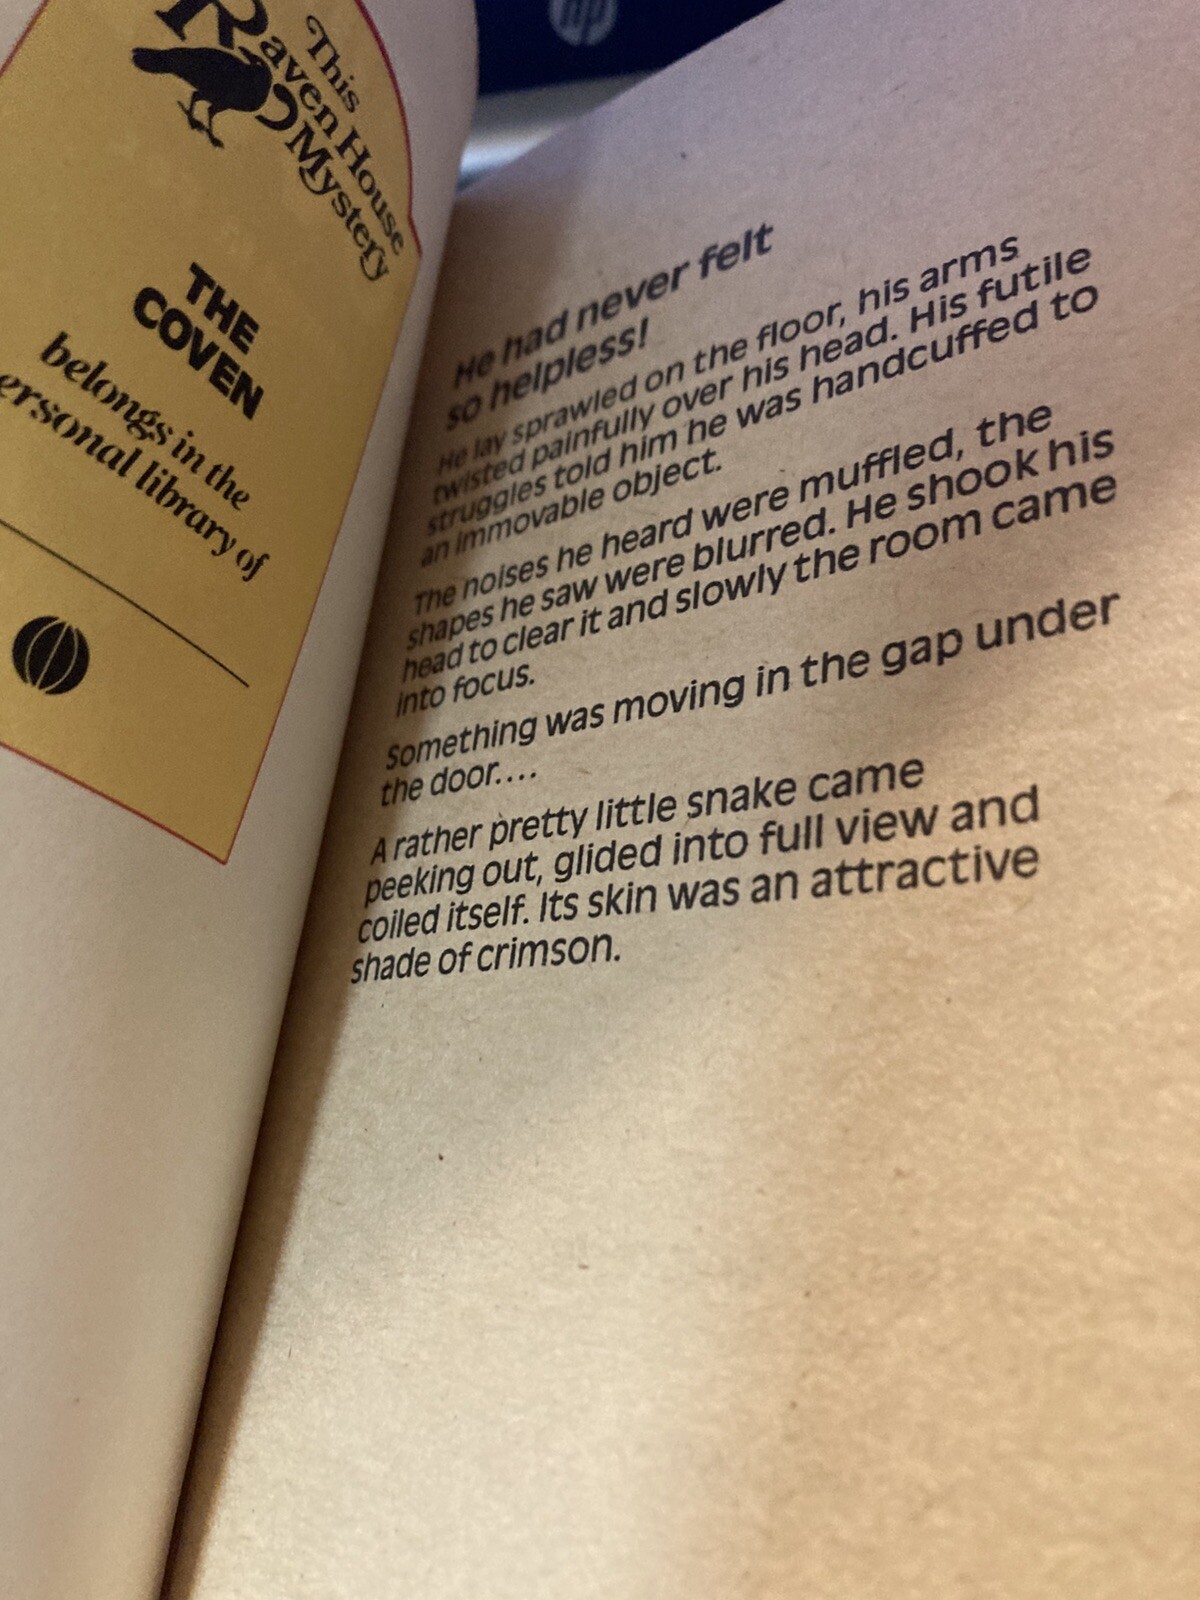 This
Raven House
Mystery
THE
COVEN
belongs in the
ersonal library of
hp
He had never felt
so helpless!
He lay sprawled on the floor, his arms
twisted painfully over his head. His futile
struggles told him he was handcuffed to
an immovable object.
The noises he heard were muffled, the
shapes he saw were blurred. He shook his
head to clear it and slowly the room came
into focus.
Something was moving in the gap under
the door....
A rather pretty little snake came
peeking out, glided into full view and
coiled itself. Its skin was an attractive
shade of crimson.